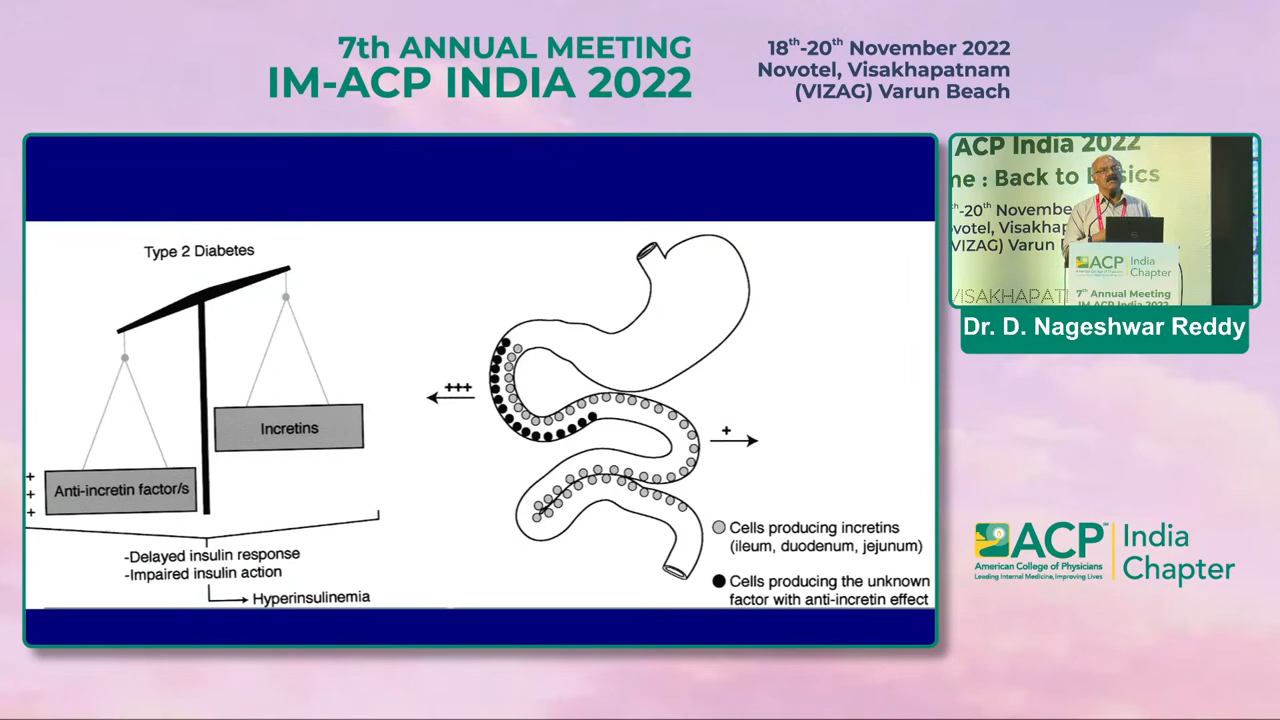 7th ANNUAL MEETING
IM-ACP INDIA 2022
18th-20th November 2022
Novotel, Visakhapatnam
(VIZAG) Varun Beach
Type 2 Diabetes
Incretins
Anti-incretin factor/s
+
+
+
-Delayed insulin response
-Impaired insulin action
Hyperinsulinemia
+++
+
Cells producing incretins
(ileum, duodenum, jejunum)
Cells producing the unknown
factor with anti-incretin effect
ACP India 2022
me : Back to B sics
th-20th Novembe
ovotel, Visakhap
VIZAG) Varun
VISAKHAPAT
ACP India
Chapter
7th Annual Meeting
IM ACP India 2022
Dr. D. Nageshwar Reddy
ACP India
American College of Physicians Chapter
Leading Internal Medicine, Improving Lives